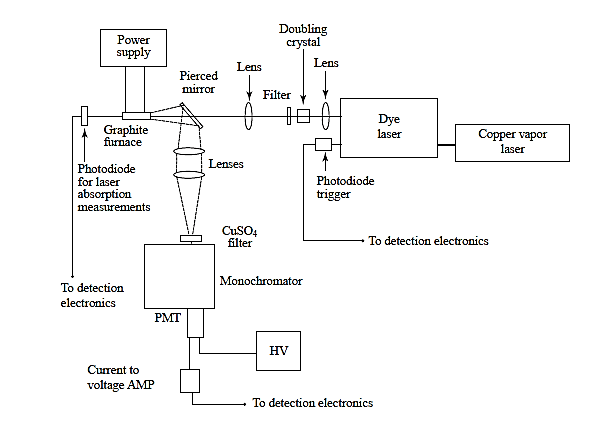 Power
supply
Doubling
crystal
Pierced
mirror
Lens
Lens
Filter
Graphite
furnace
Dye
laser
Copper vapor
laser
Photodiode
for laser
absorption
measurements
Lenses
Photodiode
trigger
CuSO₄
filter
To detection electronics
Monochromator
To detection
electronics
PMT
HV
Current to
voltage AMP
To detection electronics